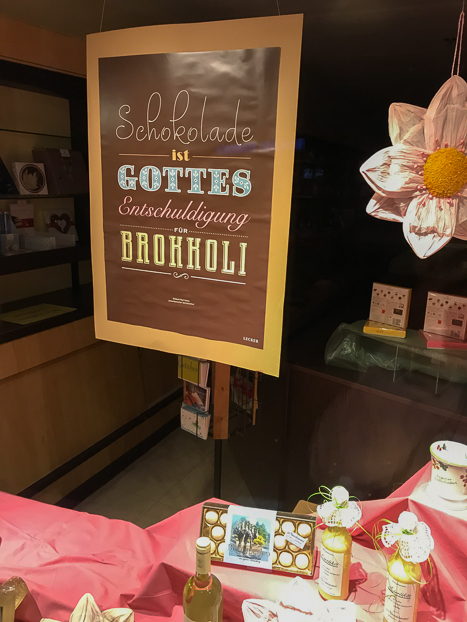 Schokolade
ist
GOTTES
Entschuldigung
FÜR
BROKKOLI